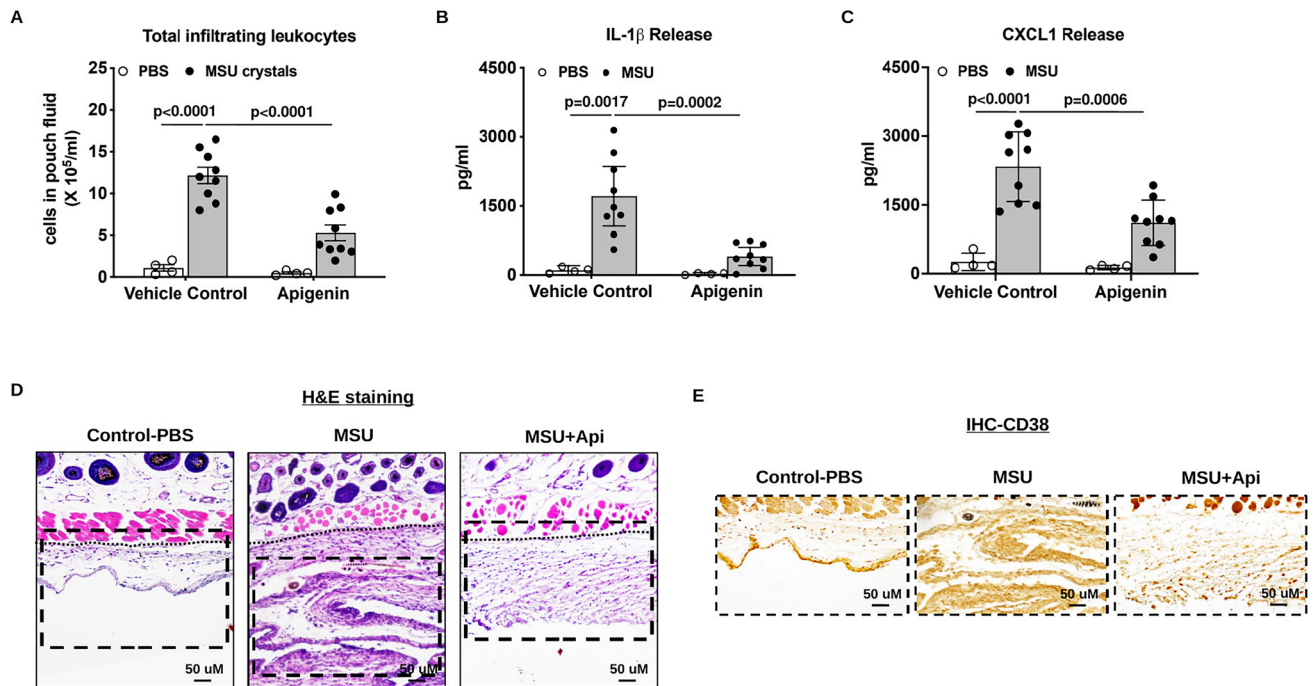 A
Total infiltrating leukocytes
PBS MSU crystals
p<0.0001 p<0.0001
cells in pouch fluid
(X 10⁵/ml)
25
20
15
10
5
0
Vehicle Control Apigenin
B
IL-1β Release
PBS MSU
p=0.0017 p=0.0002
pg/ml
4500
3000
1500
0
Vehicle Control Apigenin
C
CXCL1 Release
PBS MSU
p<0.0001 p=0.0006
pg/ml
4500
3000
1500
0
Vehicle Control Apigenin
D
H&E staining
Control-PBS MSU MSU+Api
50 uM 50 uM 50 uM
E
IHC-CD38
Control-PBS MSU MSU+Api
50 uM 50 uM 50 uM